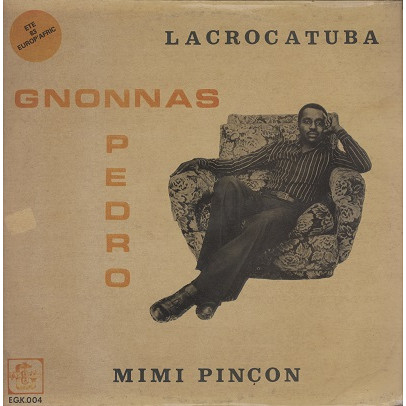 ETE
83
EUROP'AFRIC
LACROCATUBA
GNONNAS
PEDRO
MIMI PINÇON
EGK.004